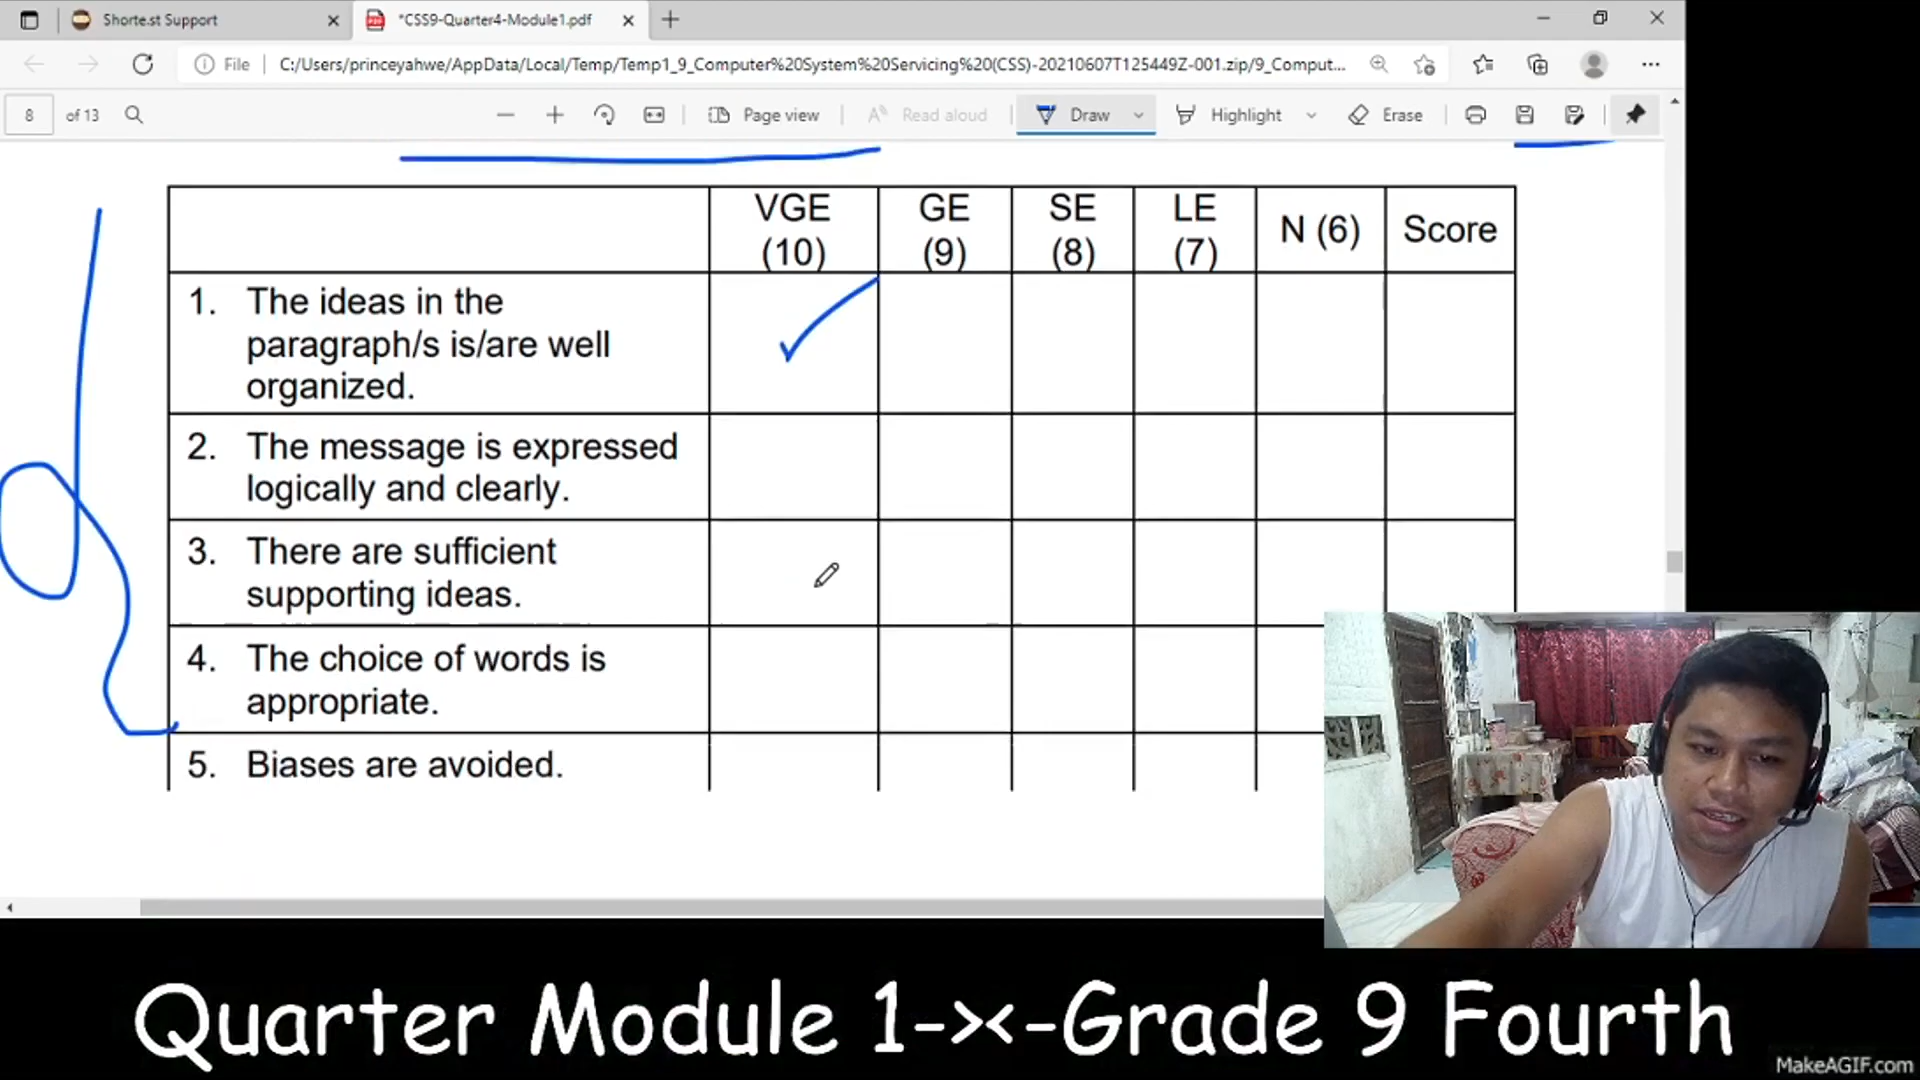 Shorte.st Support
*CSS9-Quarter4-Module1.pdf
File
C:/Users/princeyahwe/AppData/Local/Temp/Temp1_9_Computer%20System%20Servicing%20(CSS)-20210607T125449Z-001.zip/9_Comput...
8 of 13
Page view
Read aloud
Draw
Highlight
Erase
VGE (10) GE (9) SE (8) LE (7) N (6) Score
1. The ideas in the
paragraph/s is/are well
organized.
2. The message is expressed
logically and clearly.
3. There are sufficient
supporting ideas.
4. The choice of words is
appropriate.
5. Biases are avoided.
Quarter Module 1-×-Grade 9 Fourth
MakeAGIF.com